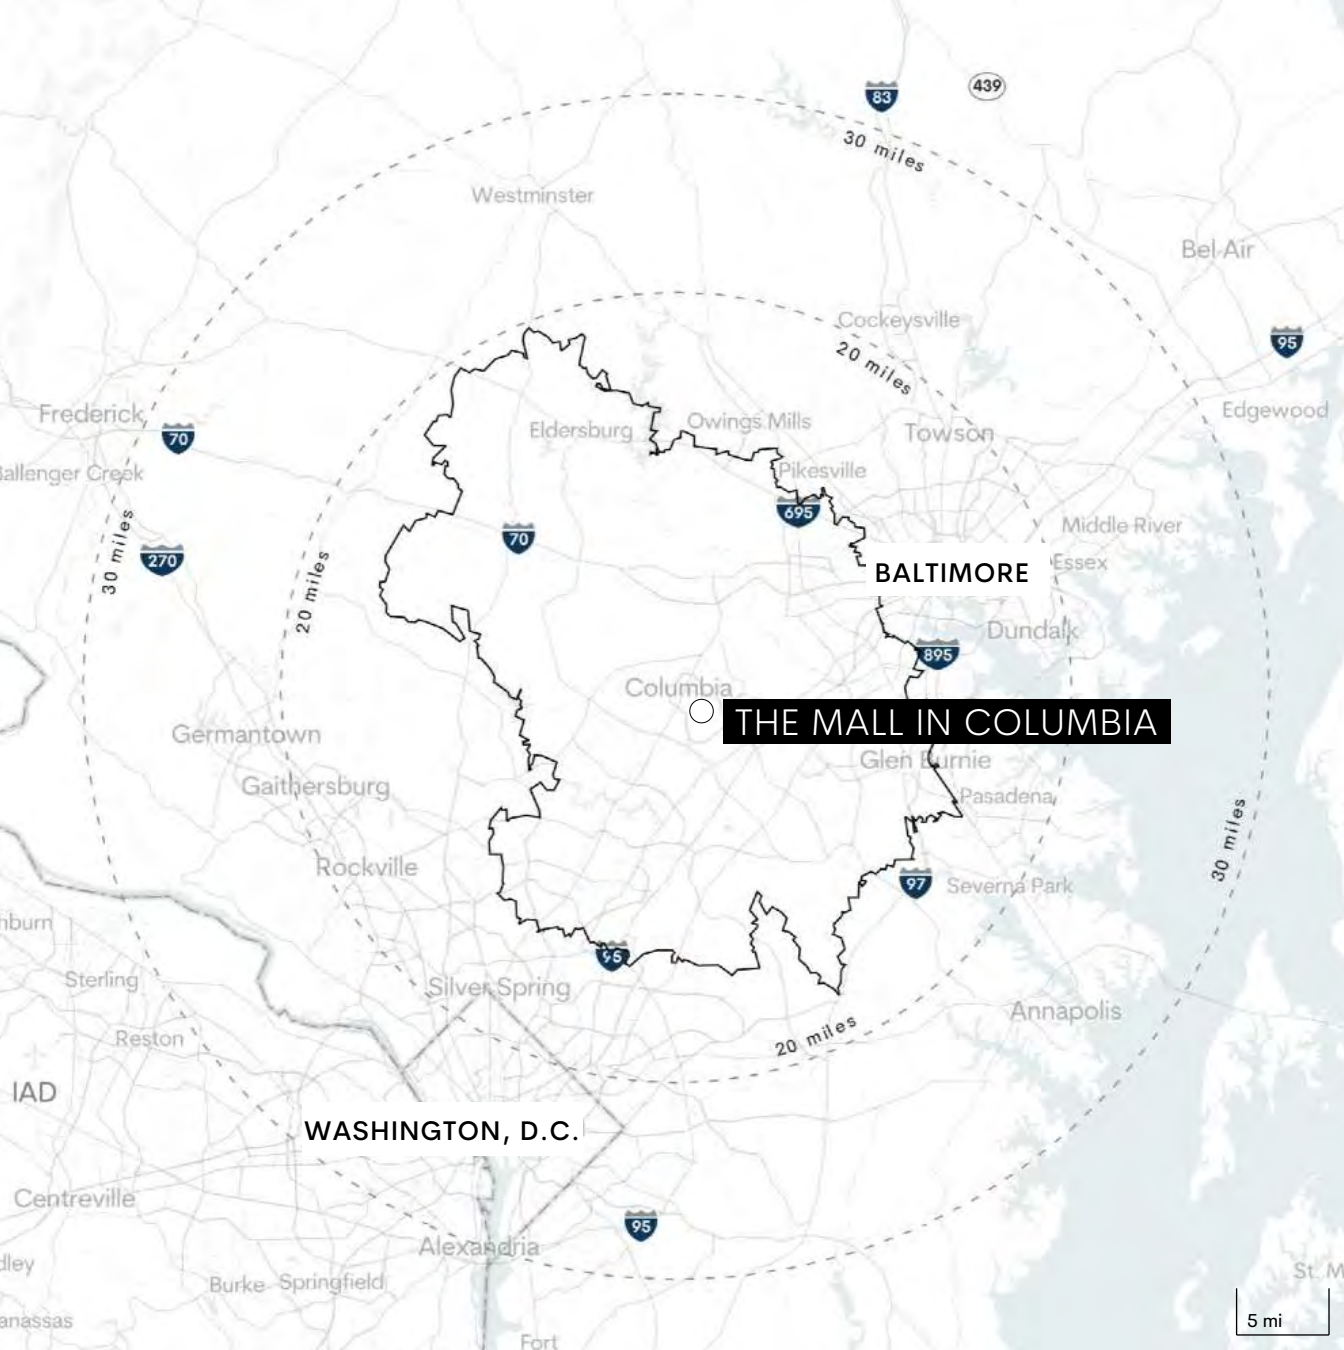 83
439
30 miles
Westminster
Bel Air
Cockeysville
95
20 miles
Frederick
70
Eldersburg
Owings Mills
Towson
Edgewood
Ballenger Creek
Pikesville
695
70
Middle River
30 miles
270
20 miles
BALTIMORE
Essex
Dundalk
895
Columbia
THE MALL IN COLUMBIA
Germantown
Glen Burnie
Gaithersburg
Pasadena
30 miles
Rockville
97
Severna Park
hburn
95
Sterling
Silver Spring
Annapolis
20 miles
Reston
IAD
WASHINGTON, D.C.
Centreville
95
Alexandria
dley
Burke
Springfield
St. M
5 mi
anassas
Fort